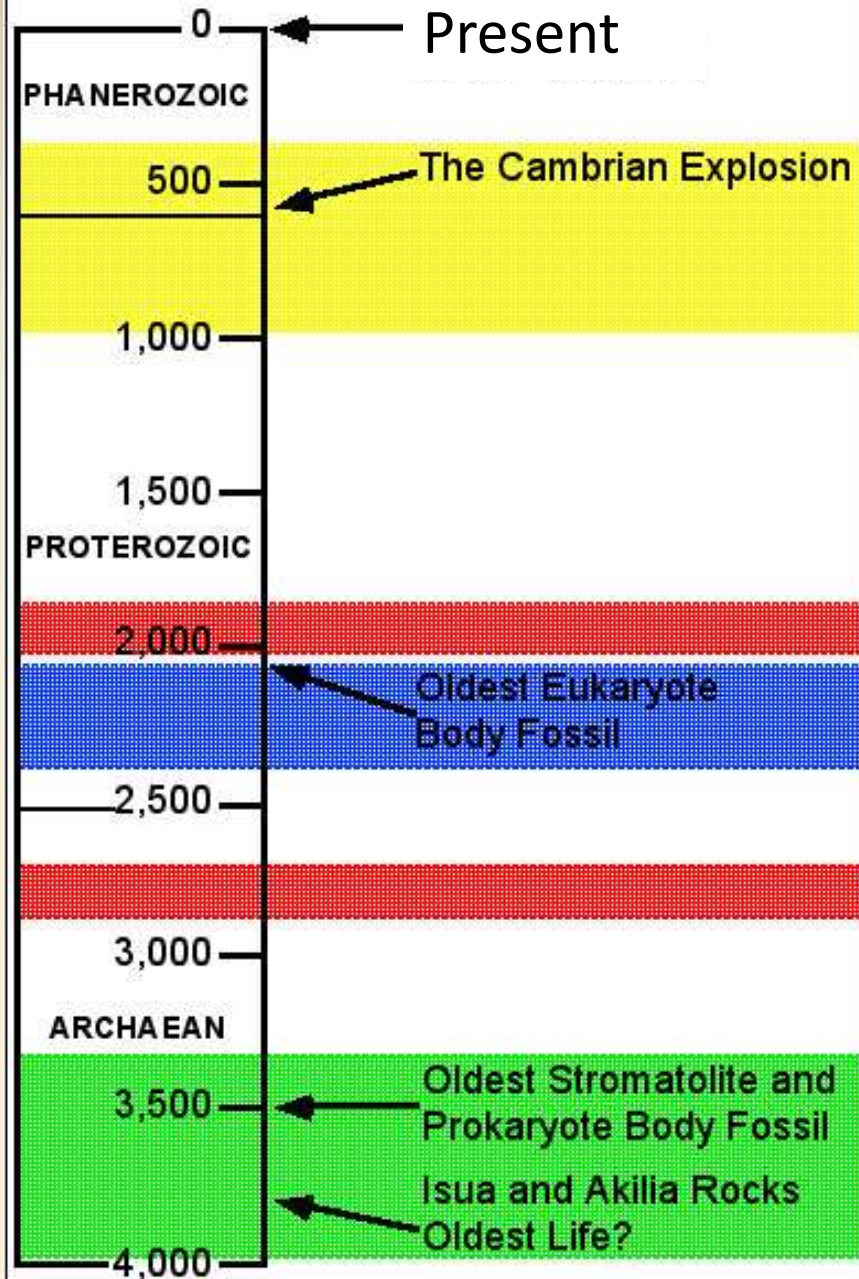 0
Present
PHANEROZOIC
The Cambrian Explosion
500
1,000
1,500
PROTEROZOIC
2,000
Oldest Eukaryote
Body Fossil
2,500
3,000
ARCHAEAN
Oldest Stromatolite and
3,500
Prokaryote Body Fossil
Isua and Akilia Rocks
Oldest Life?
4,000